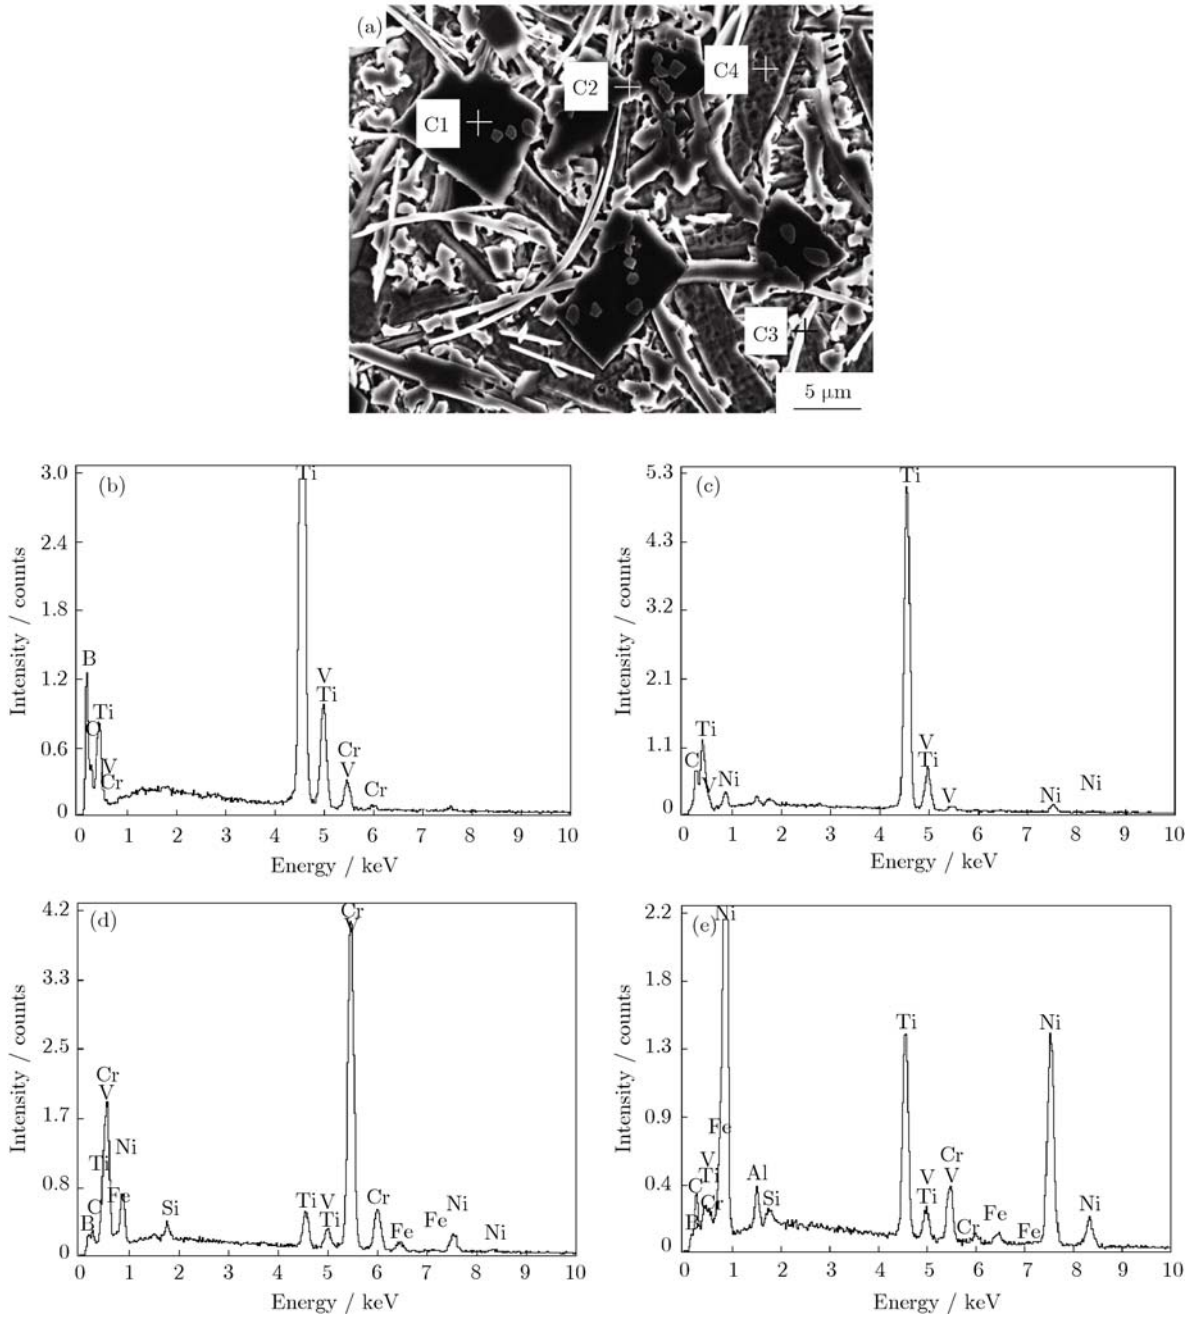 (a)
C1
C2
C4
C3
5 μm
(b)
Intensity / counts
3.0
2.4
1.8
1.2
0.6
0
Ti
B
C
Ti
V
Cr
V
Ti
Cr
V
Cr
0 1 2 3 4 5 6 7 8 9 10
Energy / keV
(c)
Intensity / counts
5.3
4.3
3.2
2.1
1.1
0
Ti
C
Ti
V
Ni
V
Ti
V
Ni
Ni
0 1 2 3 4 5 6 7 8 9 10
Energy / keV
(d)
Intensity / counts
4.2
3.3
2.5
1.7
0.8
0
Cr
V
Cr
V
Ni
Ti
Fe
C
B
Si
Ti
V
Ti
Cr
Fe
Fe
Ni
Ni
0 1 2 3 4 5 6 7 8 9 10
Energy / keV
(e)
Intensity / counts
2.2
1.8
1.3
0.9
0.4
0
Ni
Fe
V
Ti
C
Cr
B
Al
Si
Ti
V
Ti
Cr
V
Cr
Fe
Fe
Ni
Ni
0 1 2 3 4 5 6 7 8 9 10
Energy / keV